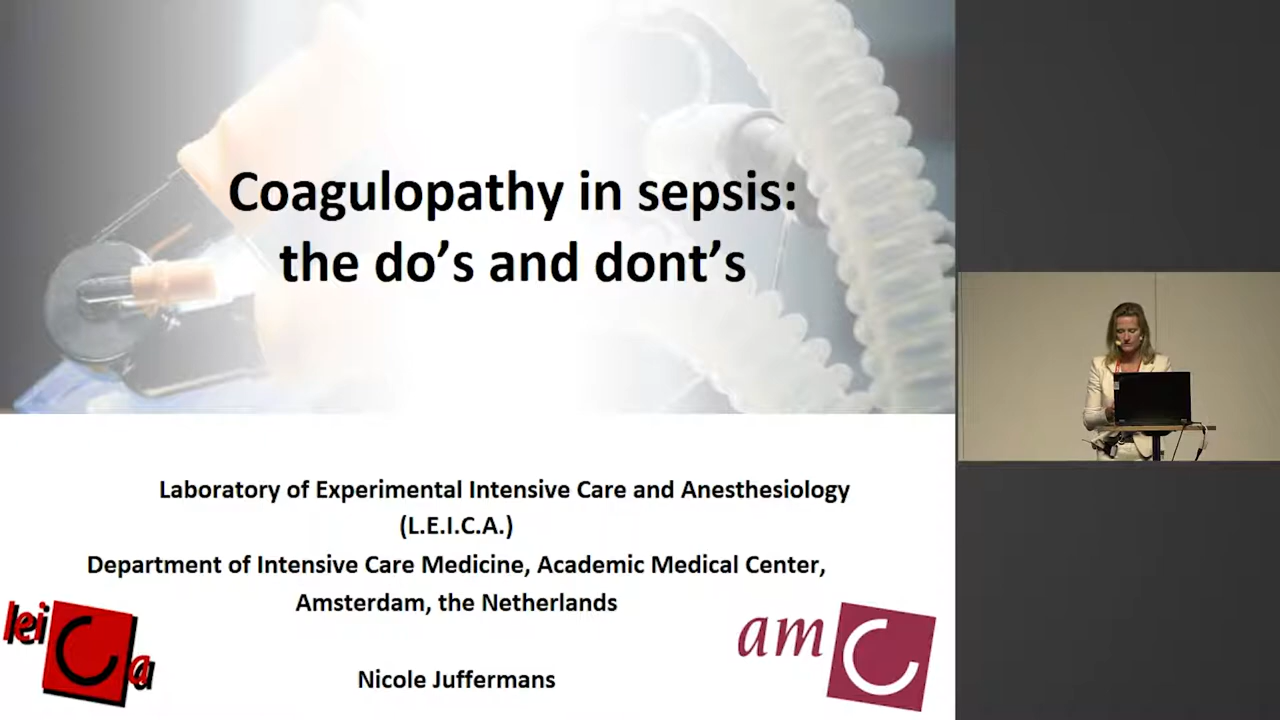 Coagulopathy in sepsis:
the do’s and dont’s
Laboratory of Experimental Intensive Care and Anesthesiology
(L.E.I.C.A.)
Department of Intensive Care Medicine, Academic Medical Center,
Amsterdam, the Netherlands
Nicole Juffermans
lei C a
amC